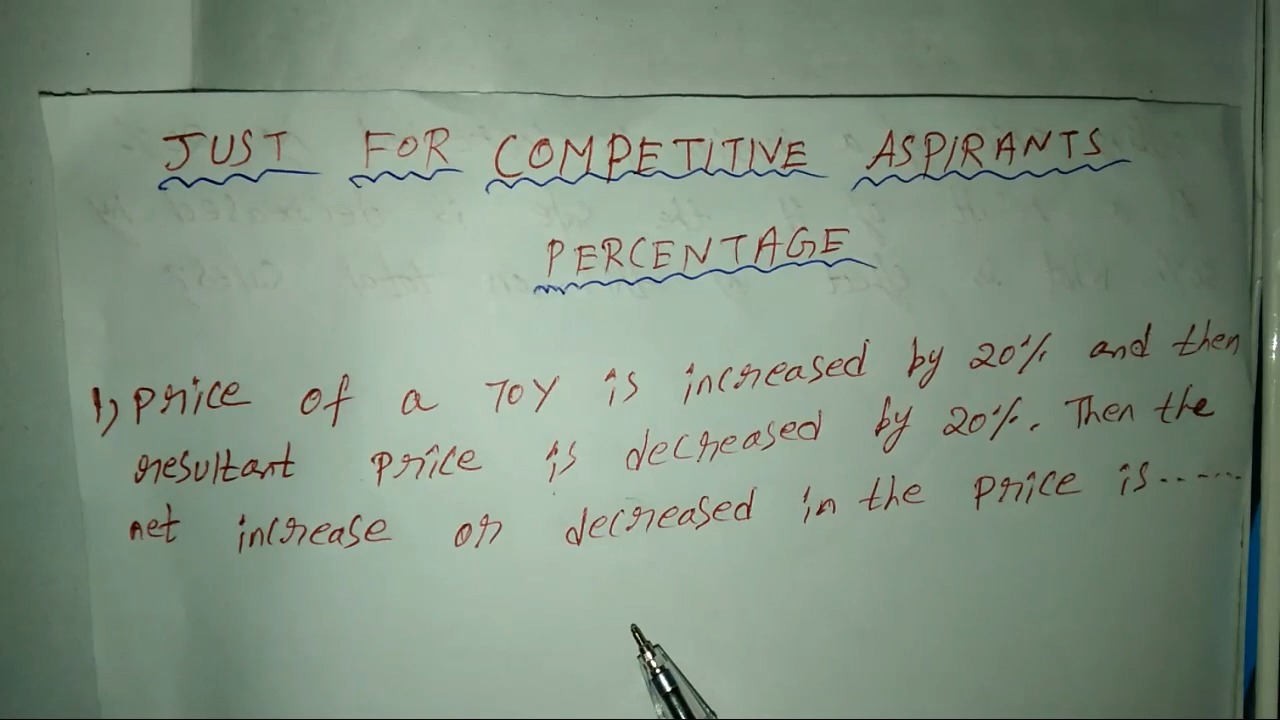 JUST FOR COMPETITIVE ASPIRANTS
PERCENTAGE
1) price of a TOY is increased by 20% and then
resultant price is decreased by 20%. Then the
net increase or decreased in the price is......